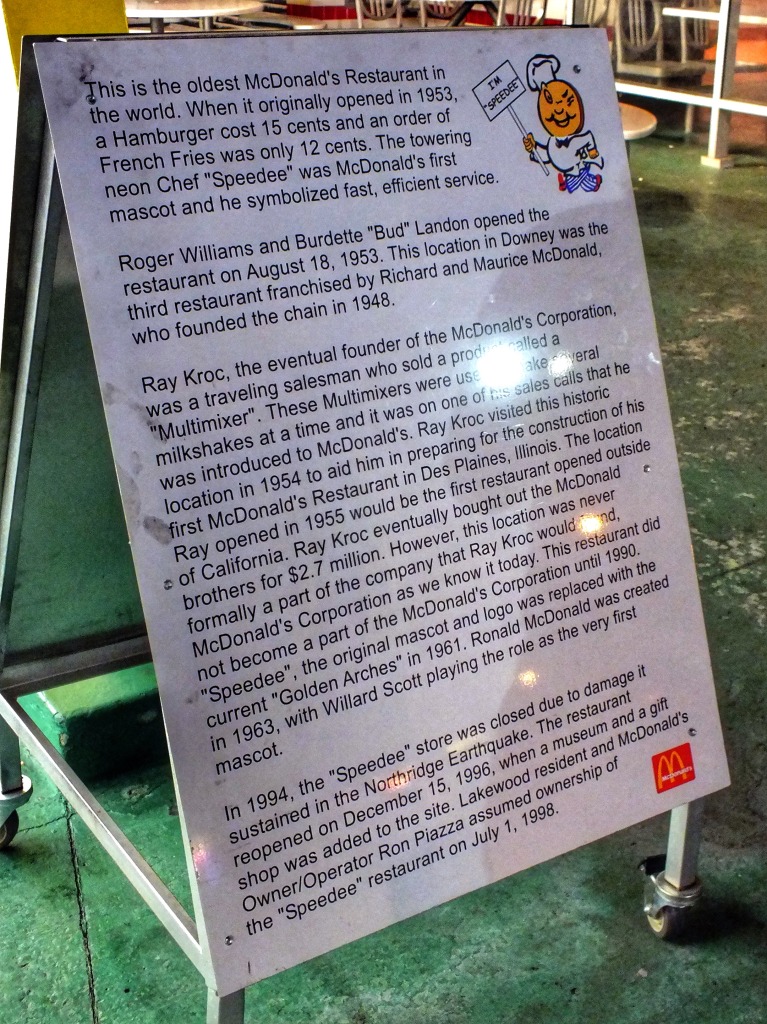 This is the oldest McDonald's Restaurant in
the world. When it originally opened in 1953,
a Hamburger cost 15 cents and an order of
French Fries was only 12 cents. The towering
neon Chef "Speedee" was McDonald's first
mascot and he symbolized fast, efficient service.
I'M
"SPEEDEE"
Roger Williams and Burdette "Bud" Landon opened the
restaurant on August 18, 1953. This location in Downey was the
third restaurant franchised by Richard and Maurice McDonald,
who founded the chain in 1948.
Ray Kroc, the eventual founder of the McDonald's Corporation,
was a traveling salesman who sold a product called a
"Multimixer". These Multimixers were several
milkshakes at a time and it was on one of his sales calls that he
was introduced to McDonald's. Ray Kroc visited this historic
location in 1954 to aid him in preparing for the construction of his
first McDonald's Restaurant in Des Plaines, Illinois. The location
Ray opened in 1955 would be the first restaurant opened outside
of California. Ray Kroc eventually bought out the McDonald
brothers for $2.7 million. However, this location was never
formally a part of the company that Ray Kroc would
McDonald's Corporation as we know it today. This restaurant did
not become a part of the McDonald's Corporation until 1990.
"Speedee", the original mascot and logo was replaced with the
current "Golden Arches" in 1961. Ronald McDonald was created
in 1963, with Willard Scott playing the role as the very first
mascot.
In 1994, the "Speedee" store was closed due to damage it
sustained in the Northridge Earthquake. The restaurant
reopened on December 15, 1996, when a museum and a gift
shop was added to the site. Lakewood resident and McDonald's
Owner/Operator Ron Piazza assumed ownership of
the "Speedee" restaurant on July 1, 1998.
McDonald's